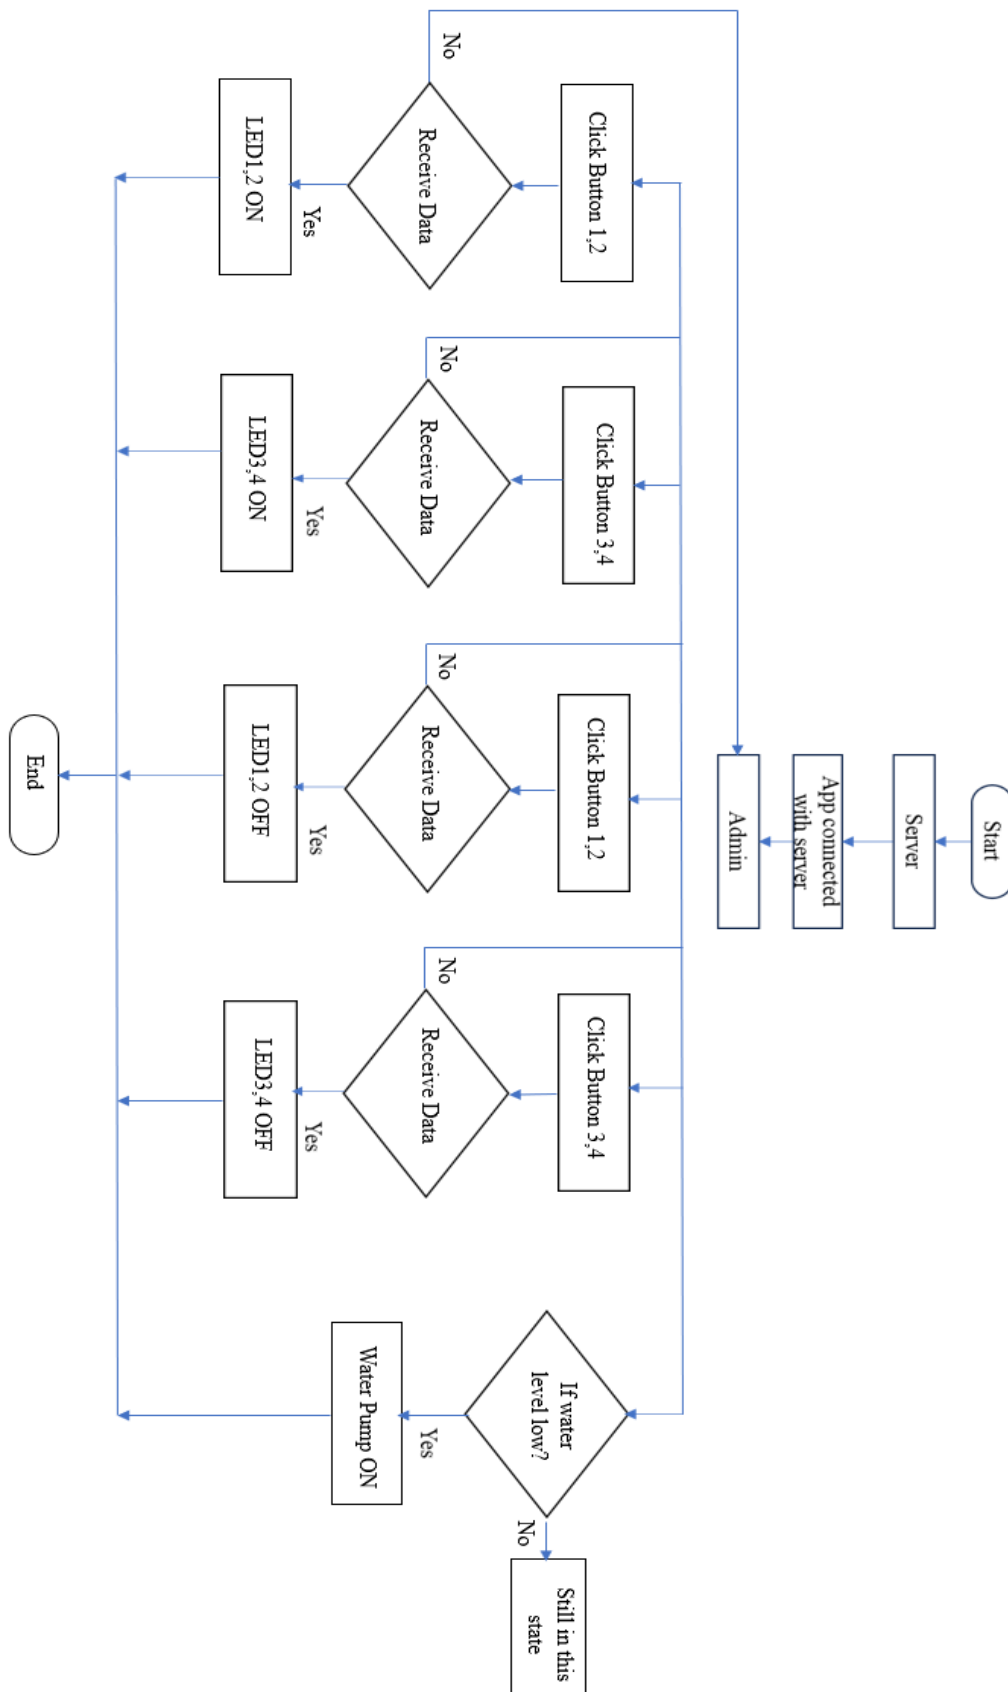 Start
Server
App connected
with server
Admin
Click Button 1,2
Click Button 3,4
Click Button 1,2
Click Button 3,4
If water
level low?
No
Still in this
state
No
Receive Data
No
Receive Data
No
Receive Data
No
Receive Data
Yes
Yes
Yes
Yes
Yes
Water Pump ON
LED1,2 ON
LED3,4 ON
LED1,2 OFF
LED3,4 OFF
End